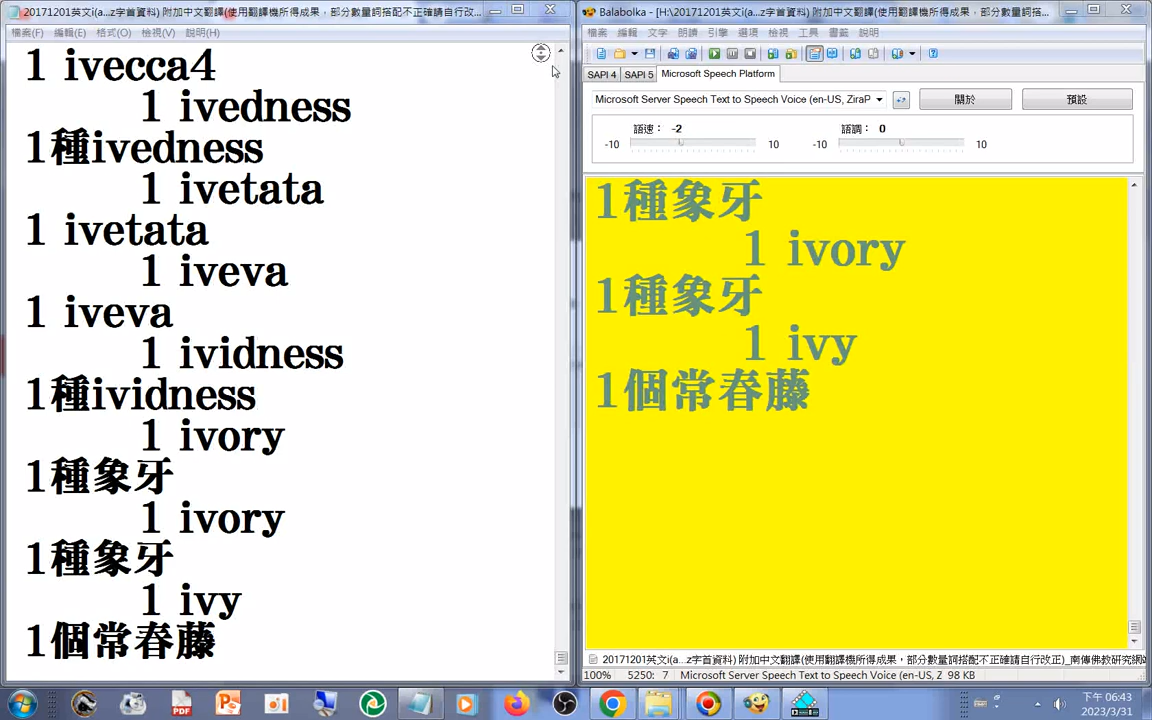 20171201英文i(a...z字首資料) 附加中文翻譯(使用翻譯機所得成果，部分數量詞搭配不正確請自行改...
檔案(F) 編輯(E) 格式(O) 檢視(V) 說明(H)
1 ivecca4
1 ivedness
1種ivedness
1 ivetata
1 ivetata
1 iveva
1 iveva
1 ividness
1種ividness
1 ivory
1種象牙
1 ivory
1種象牙
1 ivy
1個常春藤
Balabolka - [H:\20171201英文i(a...z字首資料) 附加中文翻譯(使用翻譯機所得成果，部分數量詞搭...
檔案 編輯 文字 朗讀 引擎 選項 檢視 工具 書籤 說明
SAPI 4 SAPI 5 Microsoft Speech Platform
Microsoft Server Speech Text to Speech Voice (en-US, ZiraP
關於 預設
語速： -2 語調： 0
-10 10 -10 10
1種象牙
1 ivory
1種象牙
1 ivy
1個常春藤
20171201英文i(a...z字首資料) 附加中文翻譯(使用翻譯機所得成果，部分數量詞搭配不正確請自行改正)_南傳佛教研究網站
100% 5250: 7 Microsoft Server Speech Text to Speech Voice (en-US, Z 98 KB
PDF
下午 06:43
2023/3/31